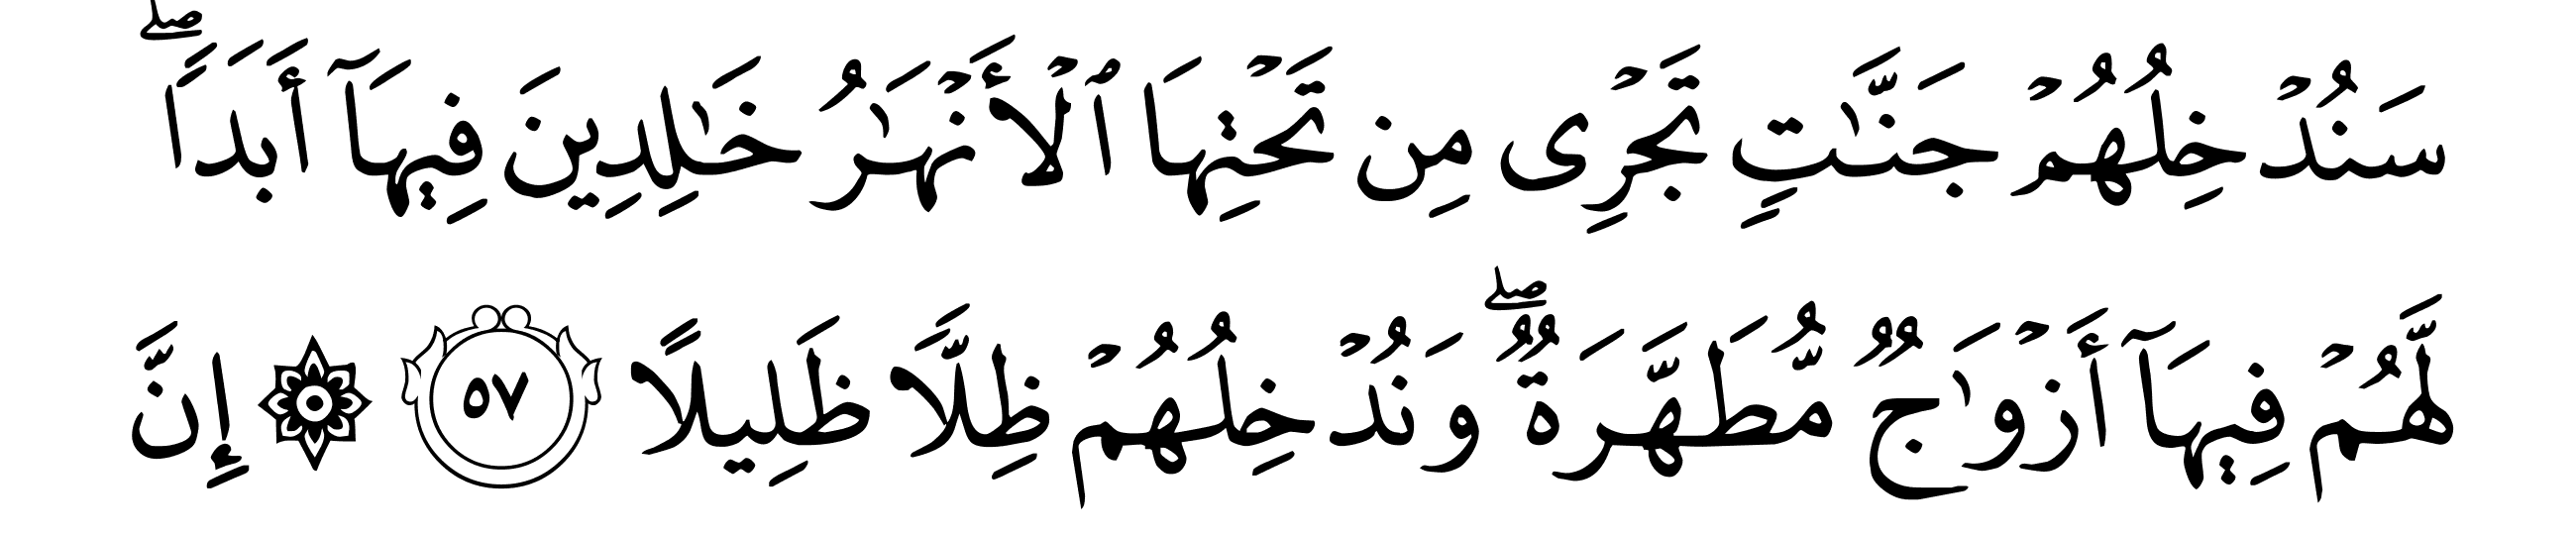 سَنُدْخِلُهُمْ جَنَّٰتٍ تَجْرِى مِن تَحْتِهَا ٱلْأَنْهَٰرُ خَٰلِدِينَ فِيهَآ أَبَدًا ۖ
لَّهُمْ فِيهَآ أَزْوَٰجٌ مُّطَهَّرَةٌ ۖ وَنُدْخِلُهُمْ ظِلًّا ظَلِيلًا ٥٧ ۞ إِنَّ